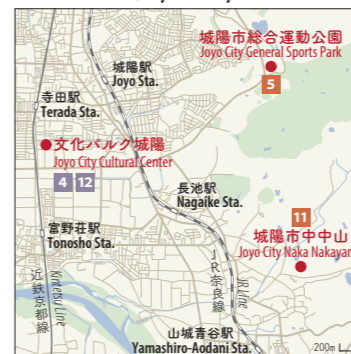 城陽市総合運動公園
Joyo City General Sports Park
5
城陽駅
Joyo Sta.
寺田駅
Terada Sta.
文化パルク城陽
Joyo City Cultural Center
4 12
長池駅
Nagaike Sta.
11
城陽市中中山
Joyo City Naka Nakayama
富野荘駅
Tonosho Sta.
近鉄京都線
Kintetsu Line
JR奈良線
JR Line
山城青谷駅
Yamashiro-Aodani Sta.
200m